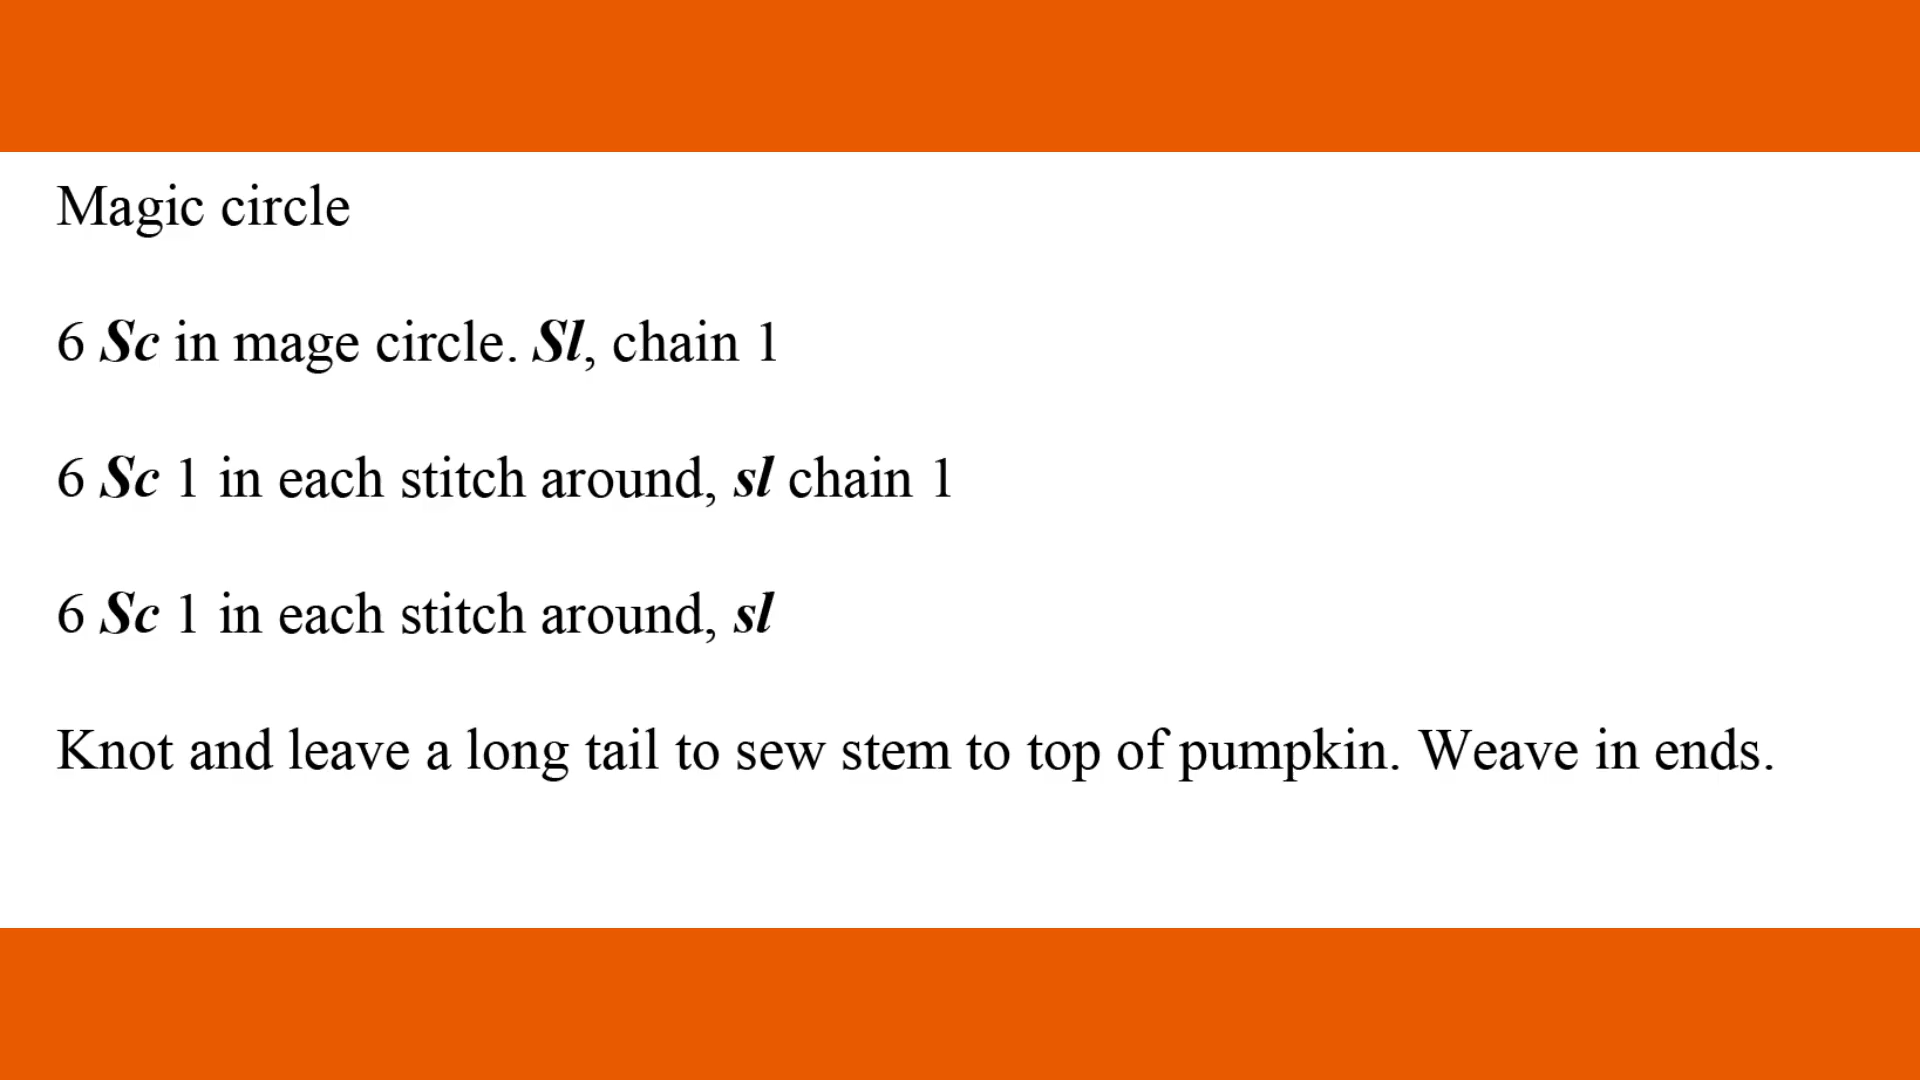 Magic circle
6 Sc in mage circle. Sl, chain 1
6 Sc 1 in each stitch around, sl chain 1
6 Sc 1 in each stitch around, sl
Knot and leave a long tail to sew stem to top of pumpkin. Weave in ends.